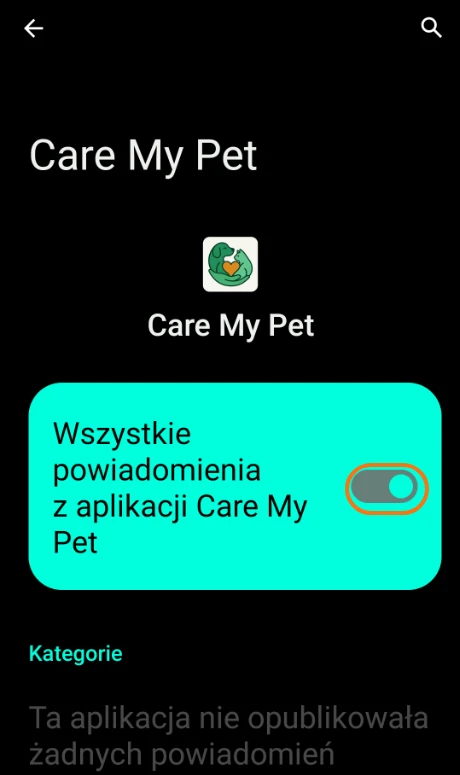 Care My Pet
Care My Pet
Wszystkie
powiadomienia
z aplikacji Care My
Pet
Kategorie
Ta aplikacja nie opublikowała
żadnych powiadomień